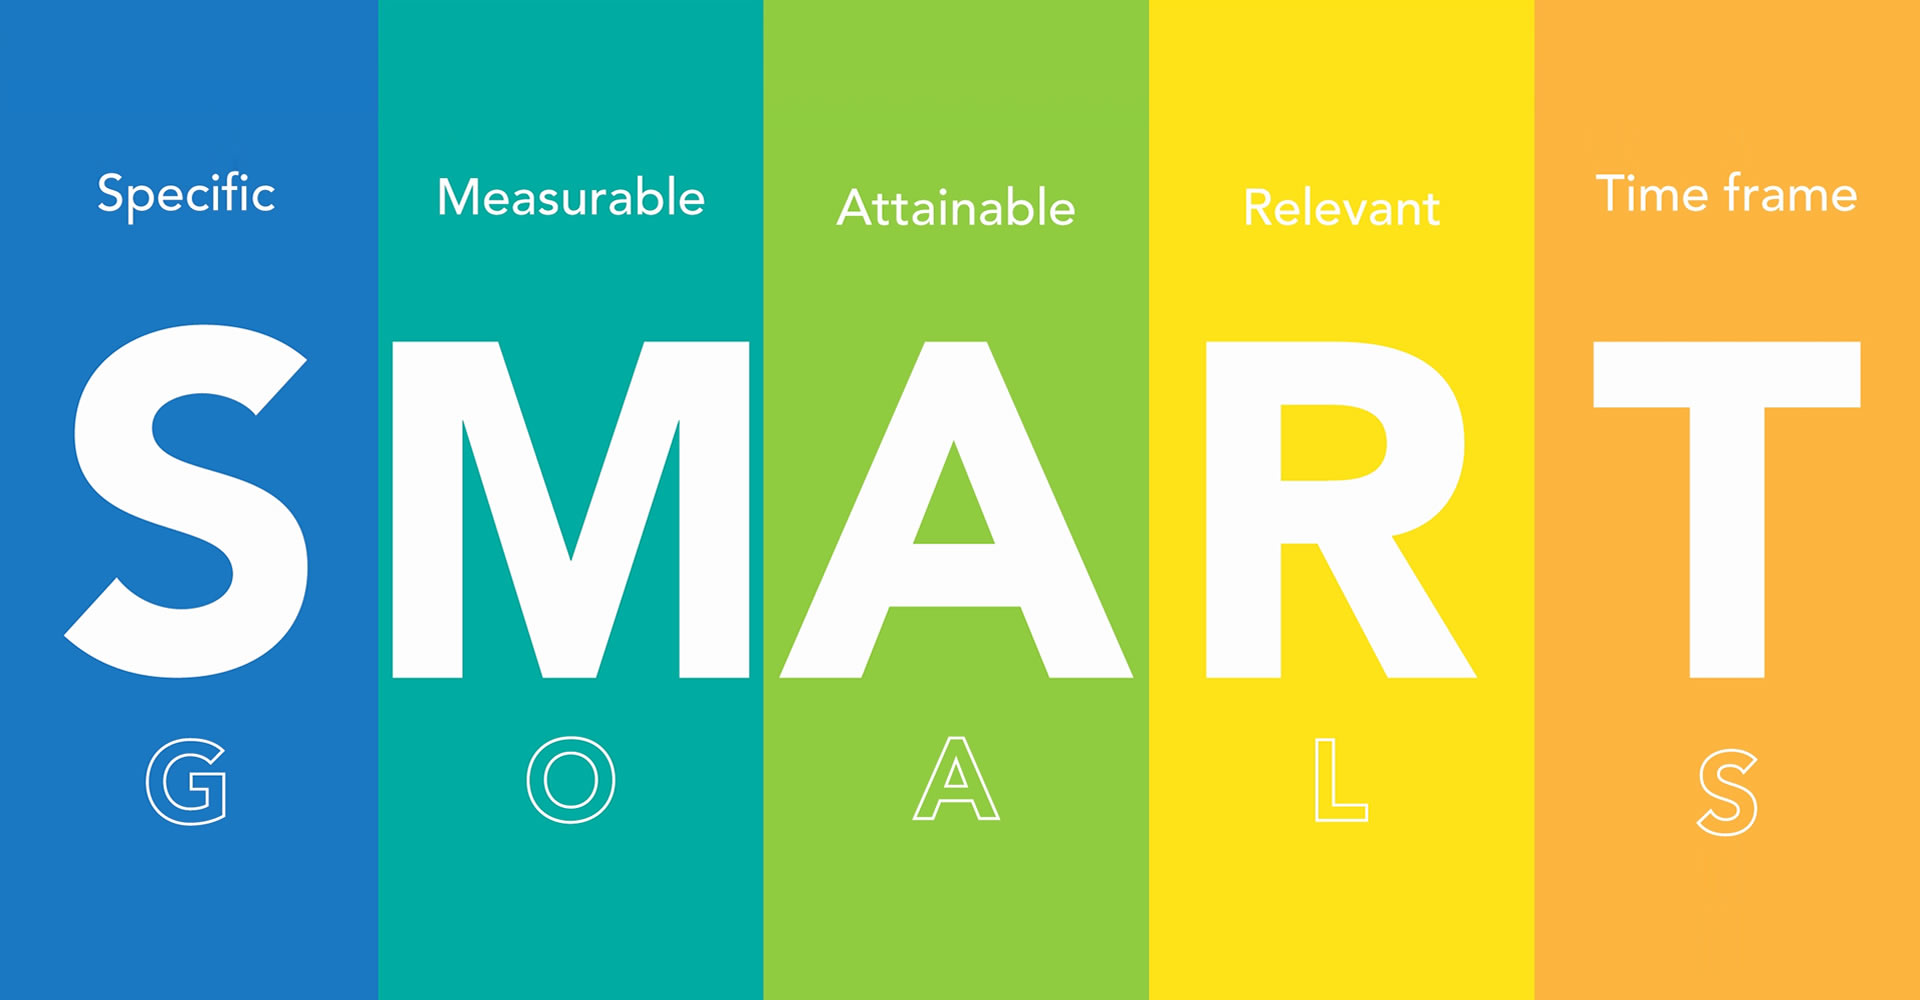 Specific Measurable Attainable Relevant Time frame
SMART
GOALS